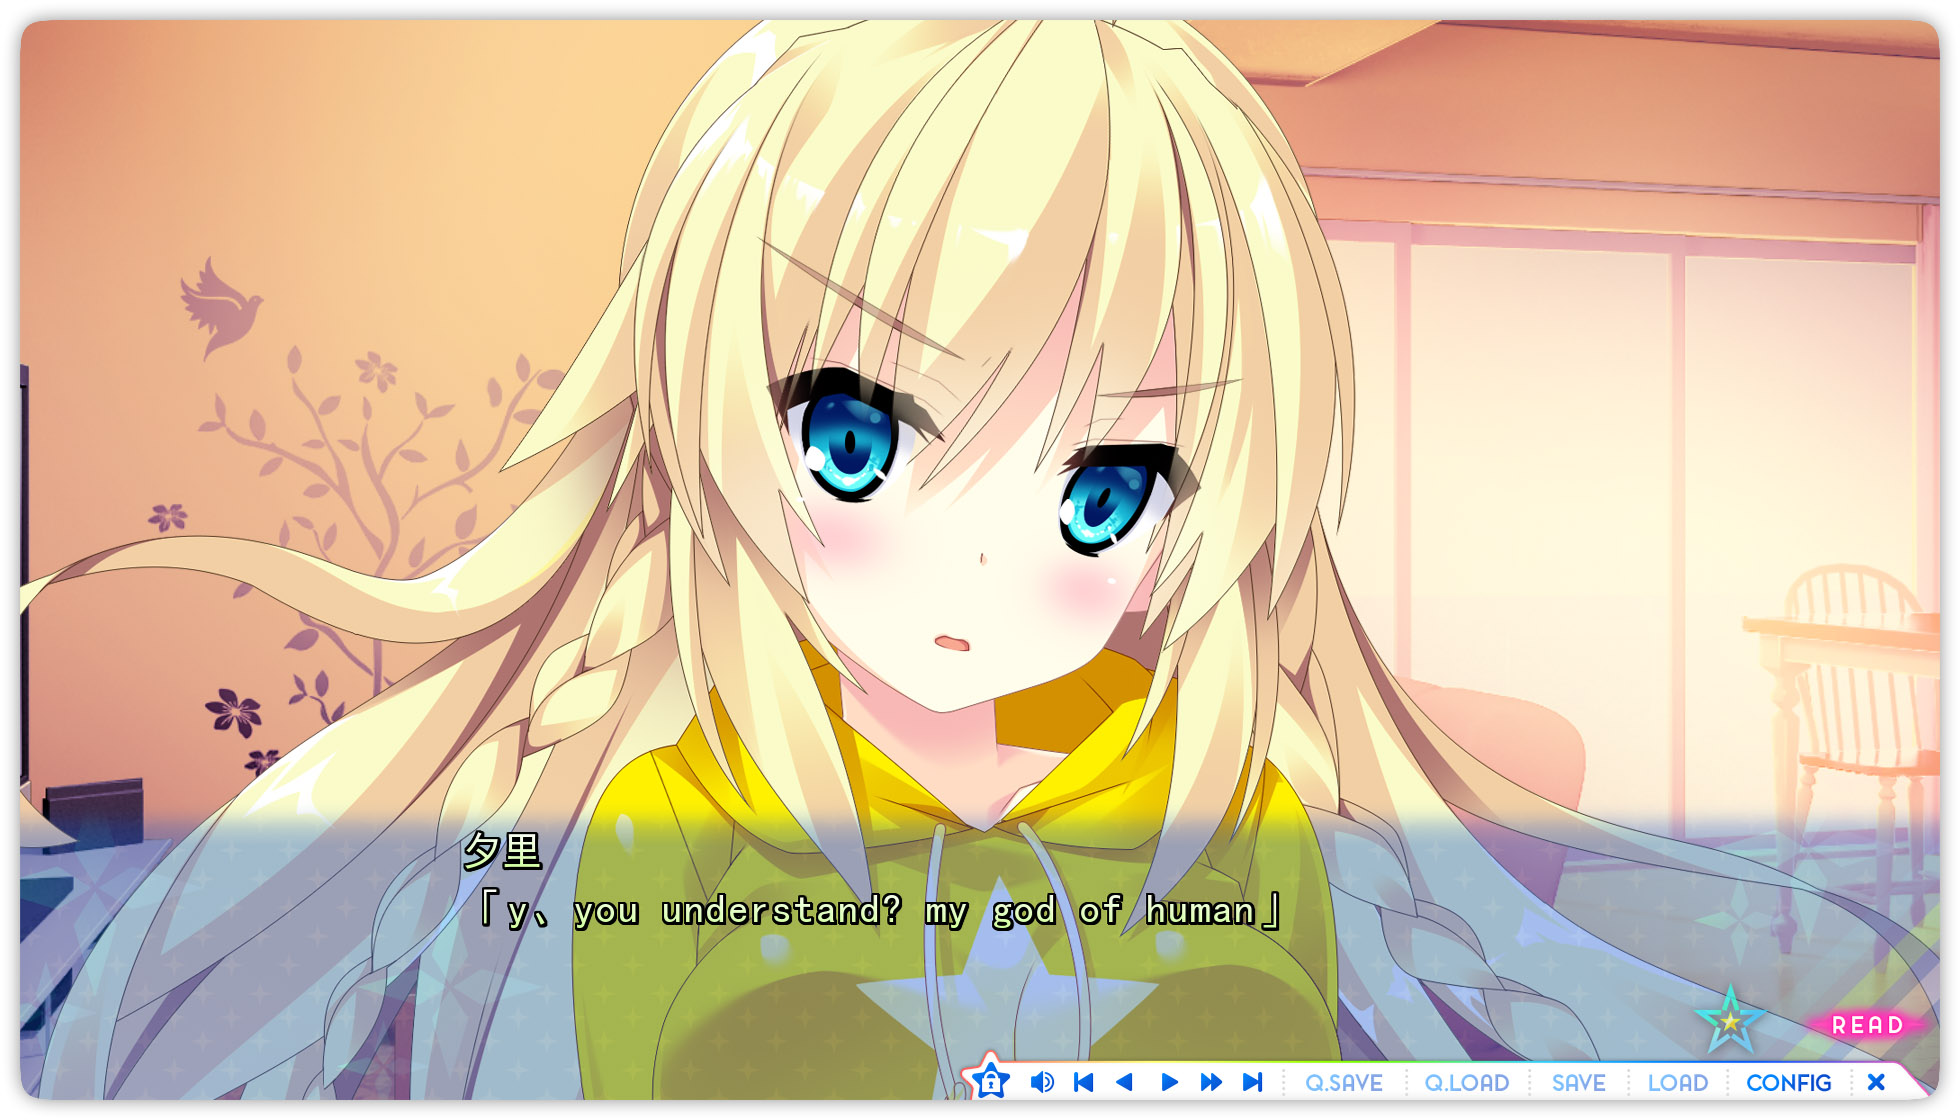 夕里
「y、you understand? my god of human」
READ
Q.SAVE Q.LOAD SAVE LOAD CONFIG